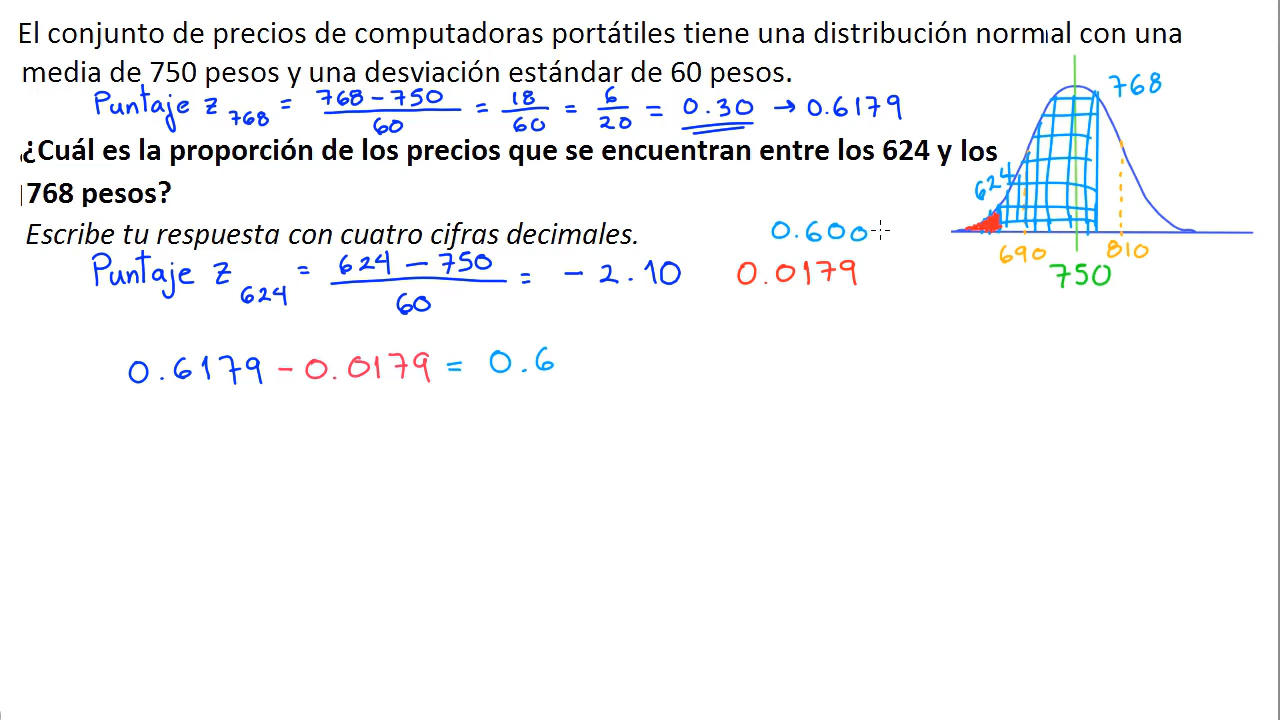 El conjunto de precios de computadoras portátiles tiene una distribución normal con una
media de 750 pesos y una desviación estándar de 60 pesos.
Puntaje z 768 = 768 - 750 / 60 = 18/60 = 6/20 = 0.30 → 0.6179
¿Cuál es la proporción de los precios que se encuentran entre los 624 y los
768 pesos?
Escribe tu respuesta con cuatro cifras decimales.
0.600
Puntaje z 624 = 624 - 750 / 60 = - 2.10
0.0179
0.6179 - 0.0179 = 0.6
768
624
690
810
750